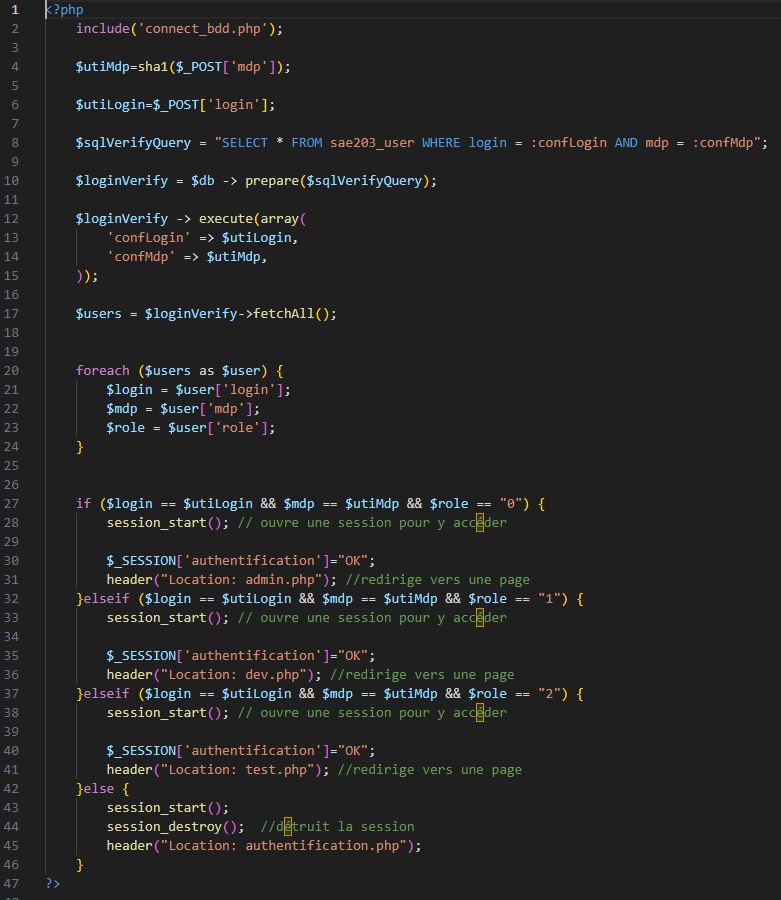 1 <?php
2 include('connect_bdd.php');
3
4 $utiMdp=sha1($_POST['mdp']);
5
6 $utiLogin=$_POST['login'];
7
8 $sqlVerifyQuery = "SELECT * FROM sae203_user WHERE login = :confLogin AND mdp = :confMdp";
9
10 $loginVerify = $db -> prepare($sqlVerifyQuery);
11
12 $loginVerify -> execute(array(
13 'confLogin' => $utiLogin,
14 'confMdp' => $utiMdp,
15 ));
16
17 $users = $loginVerify->fetchAll();
18
19
20 foreach ($users as $user) {
21 $login = $user['login'];
22 $mdp = $user['mdp'];
23 $role = $user['role'];
24 }
25
26
27 if ($login == $utiLogin && $mdp == $utiMdp && $role == "0") {
28 session_start(); // ouvre une session pour y accéder
29
30 $_SESSION['authentification']="OK";
31 header("Location: admin.php"); //redirige vers une page
32 }elseif ($login == $utiLogin && $mdp == $utiMdp && $role == "1") {
33 session_start(); // ouvre une session pour y accéder
34
35 $_SESSION['authentification']="OK";
36 header("Location: dev.php"); //redirige vers une page
37 }elseif ($login == $utiLogin && $mdp == $utiMdp && $role == "2") {
38 session_start(); // ouvre une session pour y accéder
39
40 $_SESSION['authentification']="OK";
41 header("Location: test.php"); //redirige vers une page
42 }else {
43 session_start();
44 session_destroy();  //détruit la session
45 header("Location: authentification.php");
46 }
47 ?>